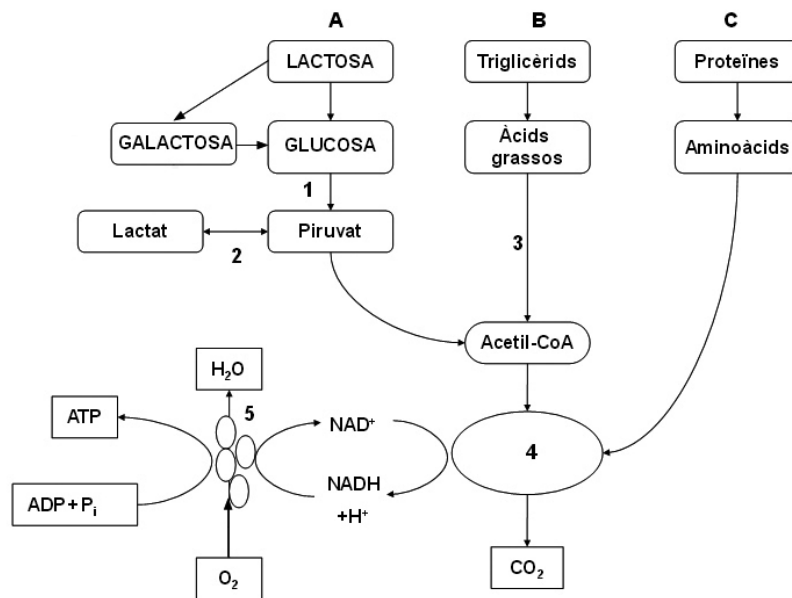 A B C
LACTOSA
Triglicèrids
Proteïnes
GALACTOSA
GLUCOSA
Àcids
grassos
Aminoàcids
1
Lactat
2
Piruvat
3
Acetil-CoA
H₂O
5
ATP
NAD⁺
4
ADP + Pᵢ
NADH
+H⁺
O₂
CO₂